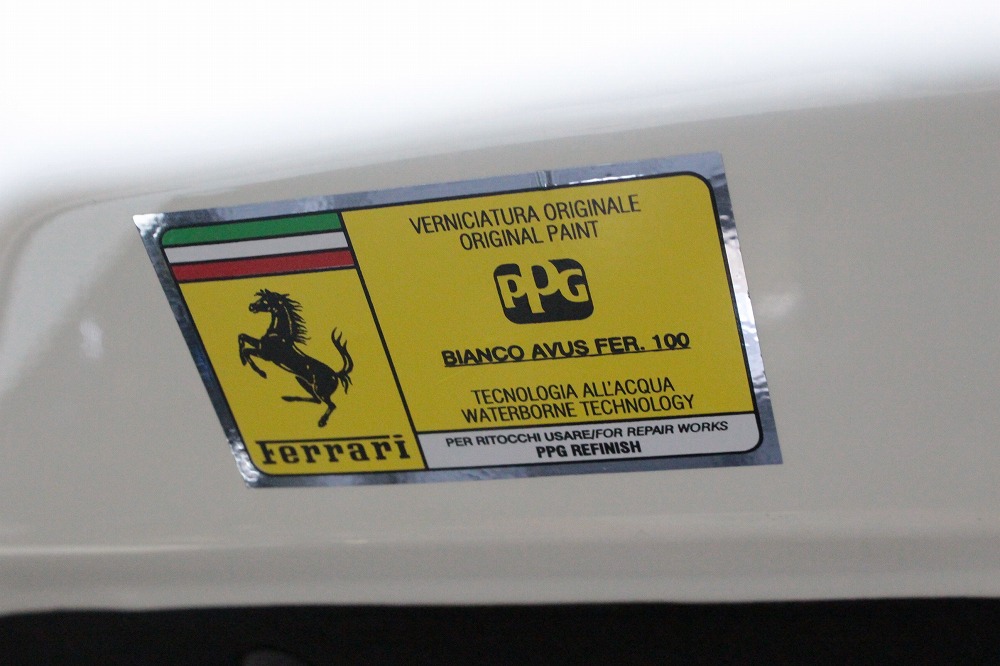 VERNICIATURA ORIGINALE
ORIGINAL PAINT
PPG
BIANCO AVUS FER. 100
TECNOLOGIA ALL'ACQUA
WATERBORNE TECHNOLOGY
PER RITOCCHI USARE/FOR REPAIR WORKS
PPG REFINISH
Ferrari